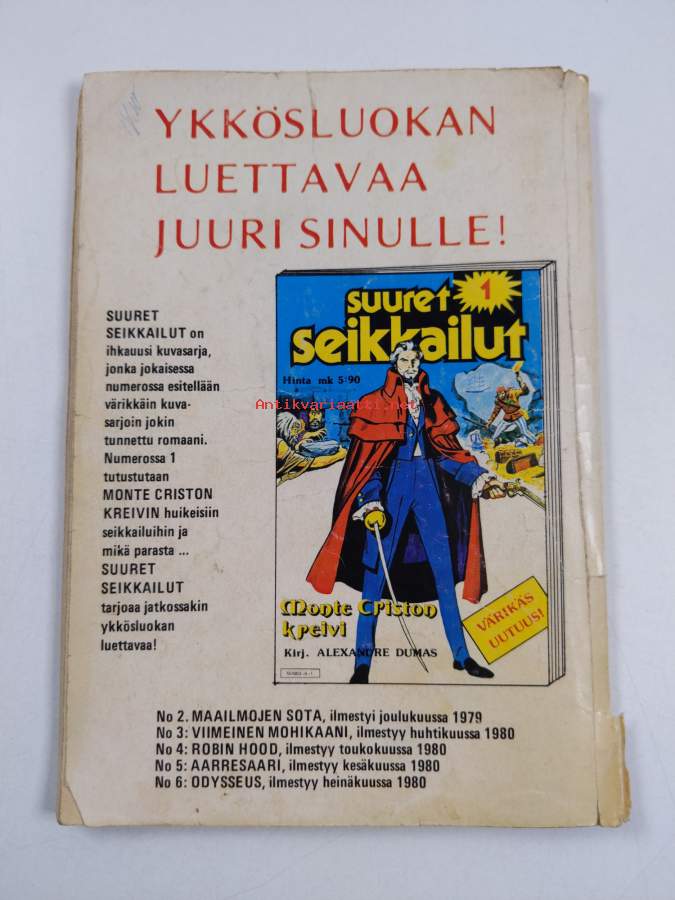 YKKÖSLUOKAN
LUETTAVAA
JUURI SINULLE!
SUURET
SEIKKAILUT on
ihkauusi kuvasarja,
jonka jokaisessa
numerossa esitellään
värikkäin kuva-
sarjoin jokin
tunnettu romaani.
Numerossa 1
tutustutaan
MONTE CRISTON
KREIVIN huikeisiin
seikkailuihin ja
mikä parasta ...
SUURET
SEIKKAILUT
tarjoaa jatkossakin
ykkösluokan
luettavaa!
suuret
1
seikkailut
Hinta mk 5:90
Antikvariaatti.net
Monte Criston
kreivi
Kirj. ALEXANDRE DUMAS
VÄRIKÄS
UUTUUS!
No 2. MAAILMOJEN SOTA, ilmestyi joulukuussa 1979
No 3: VIIMEINEN MOHIKAANI, ilmestyy huhtikuussa 1980
No 4: ROBIN HOOD, ilmestyy toukokuussa 1980
No 5: AARRESAARI, ilmestyy kesäkuussa 1980
No 6: ODYSSEUS, ilmestyy heinäkuussa 1980